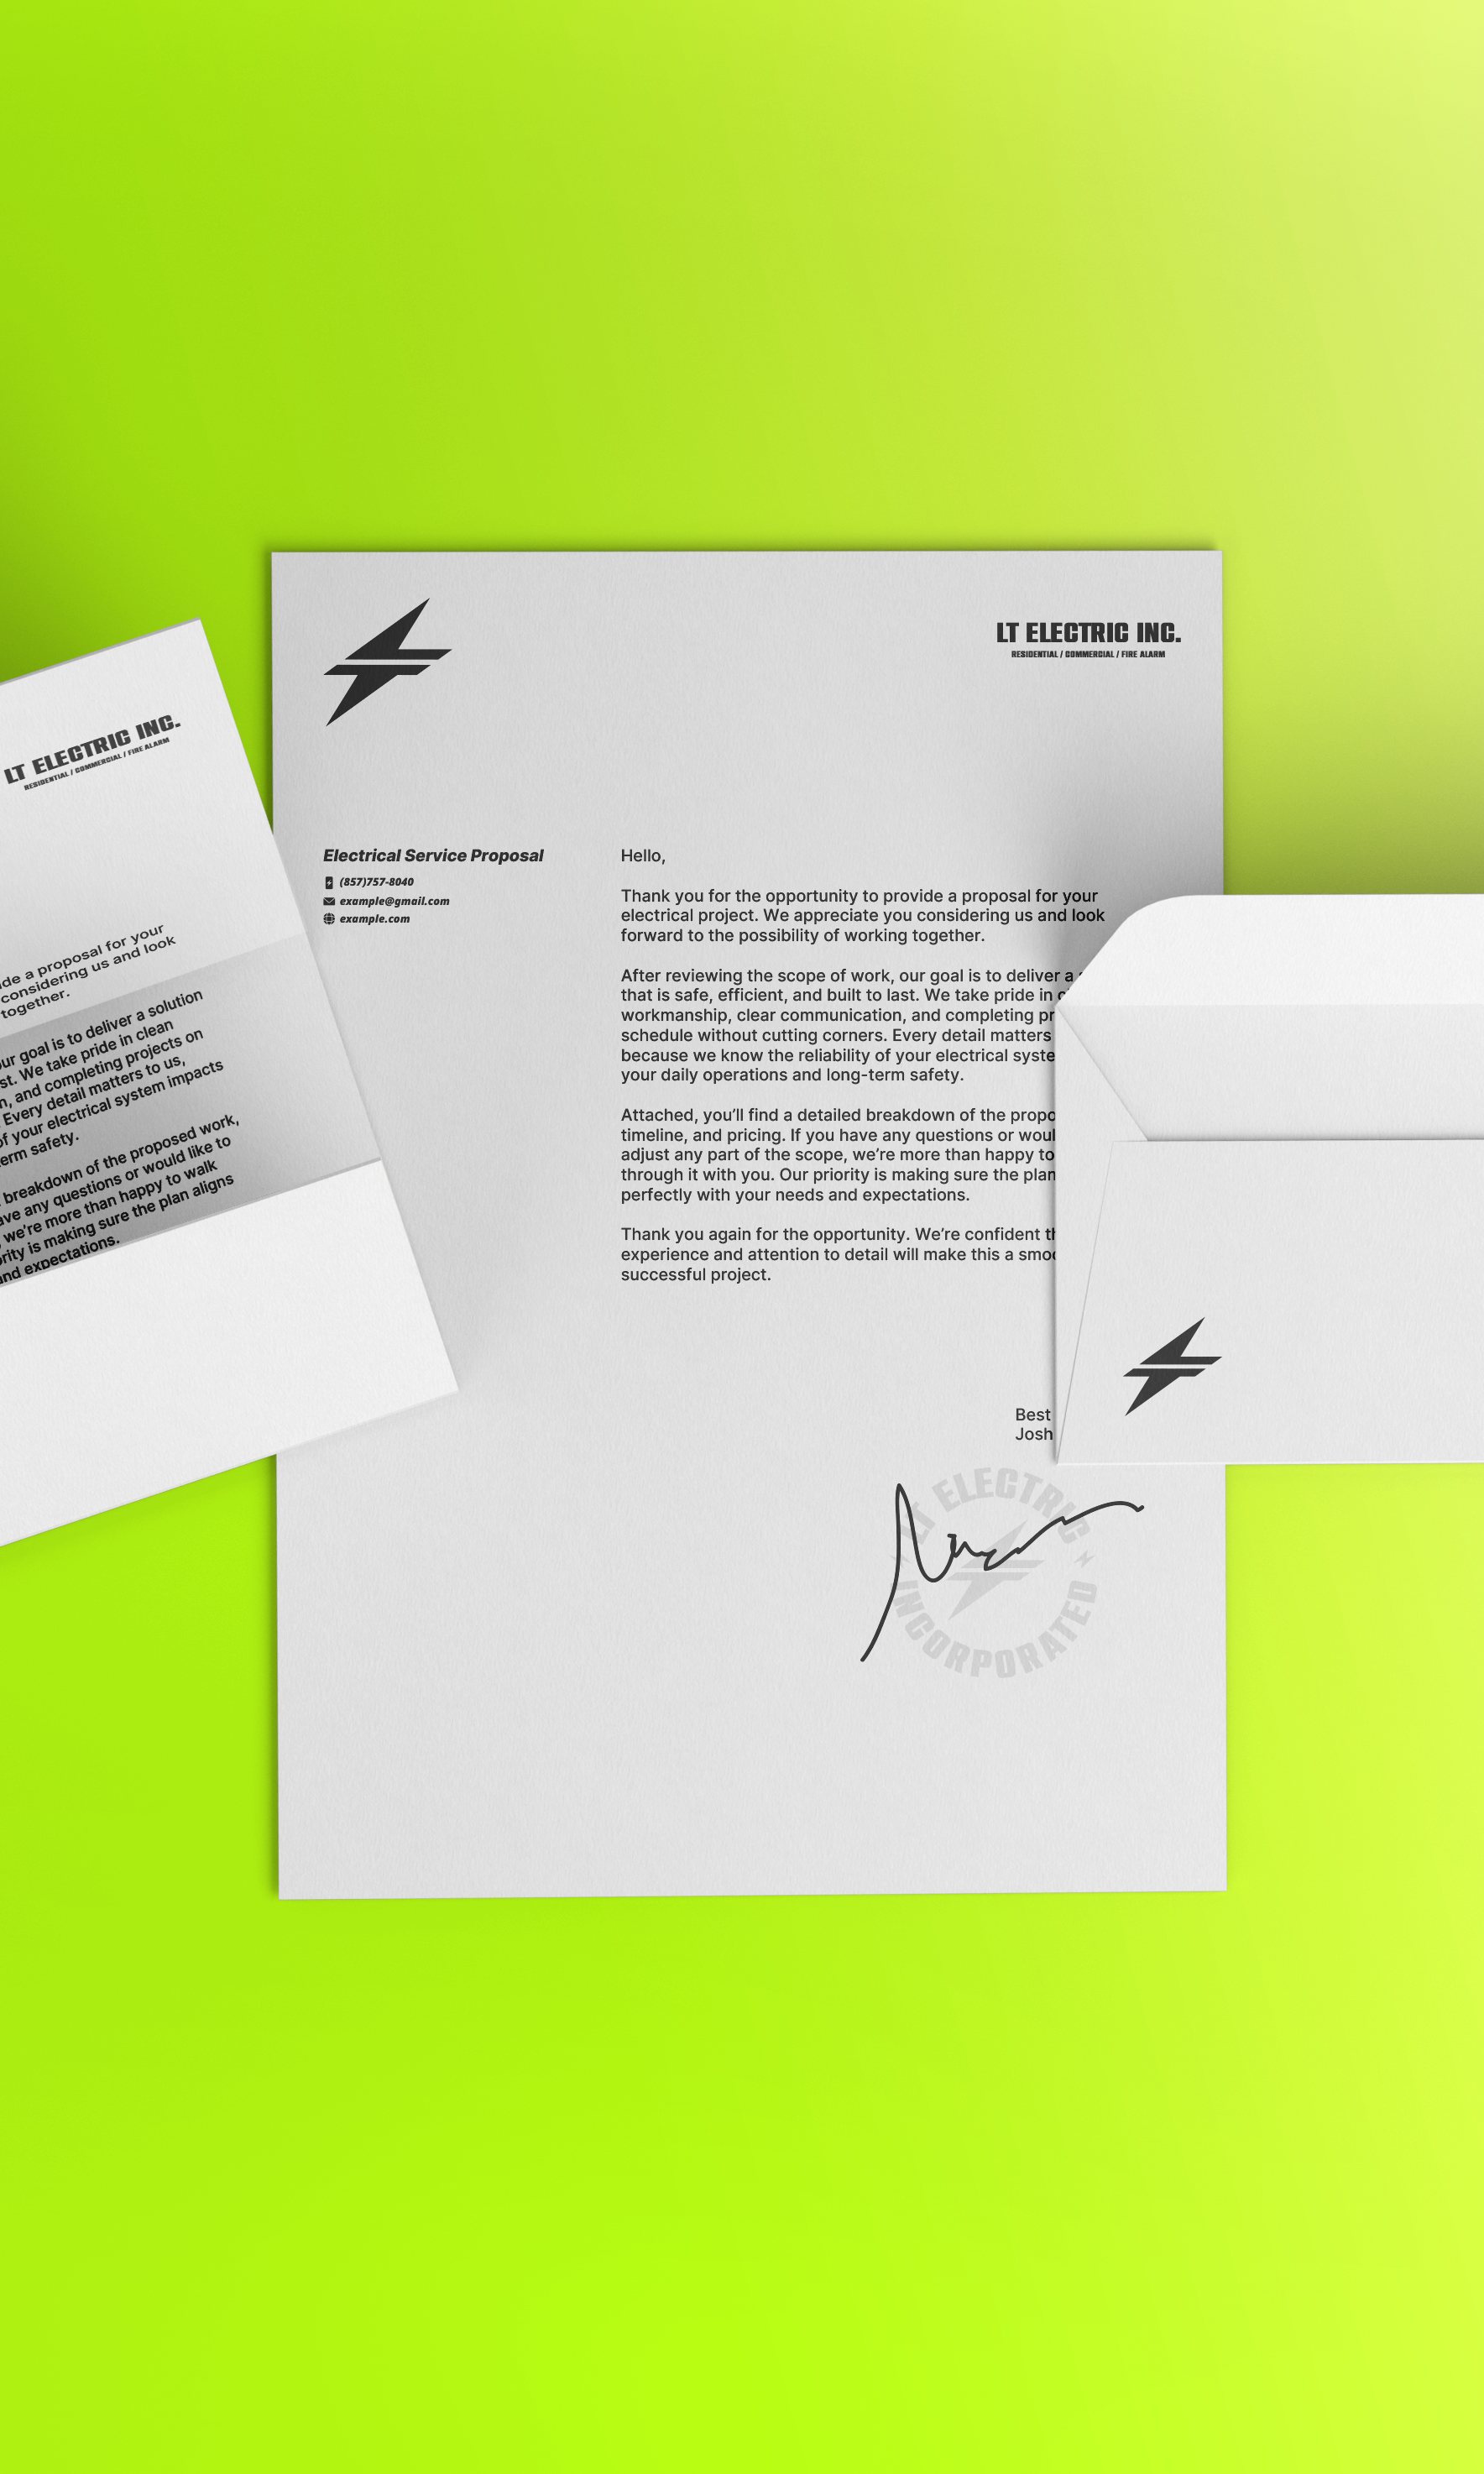 LT ELECTRIC INC.
RESIDENTIAL / COMMERCIAL / FIRE ALARM
Electrical Service Proposal
(857)757-8040
example@gmail.com
example.com
Hello,
Thank you for the opportunity to provide a proposal for your
electrical project. We appreciate you considering us and look
forward to the possibility of working together.
After reviewing the scope of work, our goal is to deliver a
that is safe, efficient, and built to last. We take pride in
workmanship, clear communication, and completing
schedule without cutting corners. Every detail matters
because we know the reliability of your electrical
your daily operations and long-term safety.
Attached, you’ll find a detailed breakdown of the
timeline, and pricing. If you have any questions or
adjust any part of the scope, we’re more than happy to
through it with you. Our priority is making sure the plan
perfectly with your needs and expectations.
Thank you again for the opportunity. We’re confident
experience and attention to detail will make this a
successful project.
Best
Josh
LT ELECTRIC
INCORPORATED
LT ELECTRIC INC.
RESIDENTIAL / COMMERCIAL / FIRE ALARM
a proposal for your
considering us and look
together.
our goal is to deliver a solution
We take pride in clean
and completing projects on
Every detail matters to us,
of your electrical system impacts
safety.
breakdown of the proposed work,
any questions or would like to
we’re more than happy to walk
is making sure the plan aligns
and expectations.